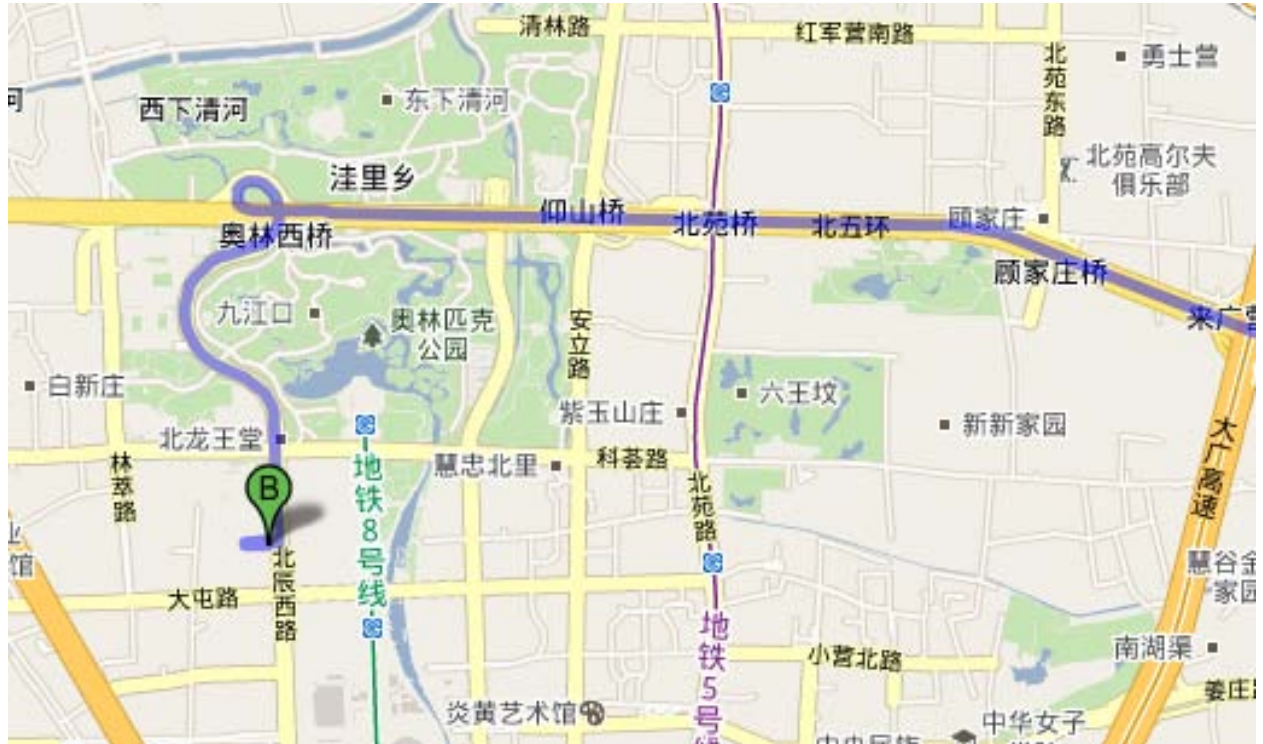 清林路
红军营南路
北苑东路
勇士营
河
西下清河
东下清河
洼里乡
北苑高尔夫
俱乐部
仰山桥
北苑桥
北五环
顾家庄
奥林西桥
顾家庄桥
九江口
奥林匹克
公园
安立路
来广营
白新庄
六王坟
紫玉山庄
新新家园
北龙王堂
慧忠北里
科荟路
大广高速
林萃路
地铁8号线
北苑路
B
业
馆
北辰西路
大屯路
慧谷金
家园
地铁5号线
小营北路
南湖渠
姜庄
炎黄艺术馆
中华女子